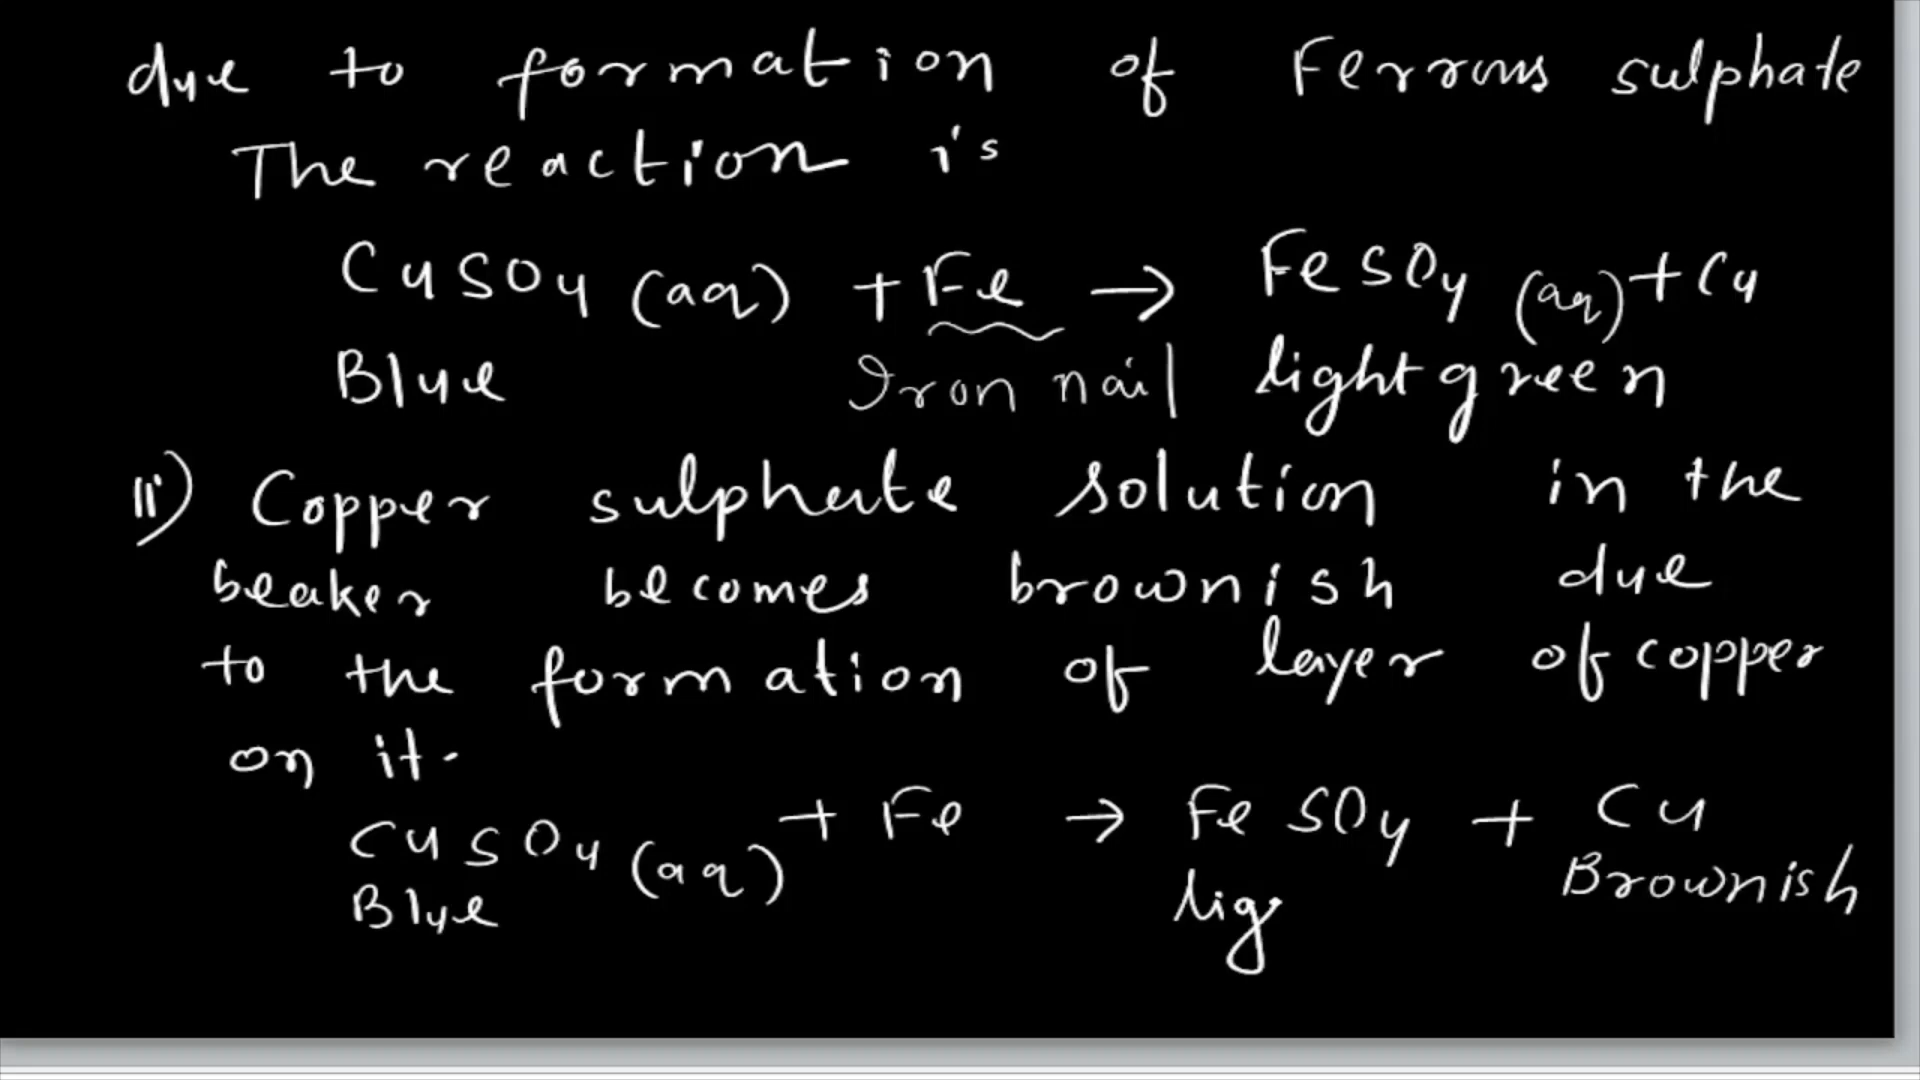 due to formation of Ferrous sulphate
The reaction is
CuSO4 (aq) + Fe → FeSO4 (aq) + Cu
Blue Iron nail light green
ii) Copper sulphate solution in the
beaker becomes brownish due
to the formation of layer of copper
on it.
CuSO4 (aq) + Fe → FeSO4 + Cu
Blue lig Brownish